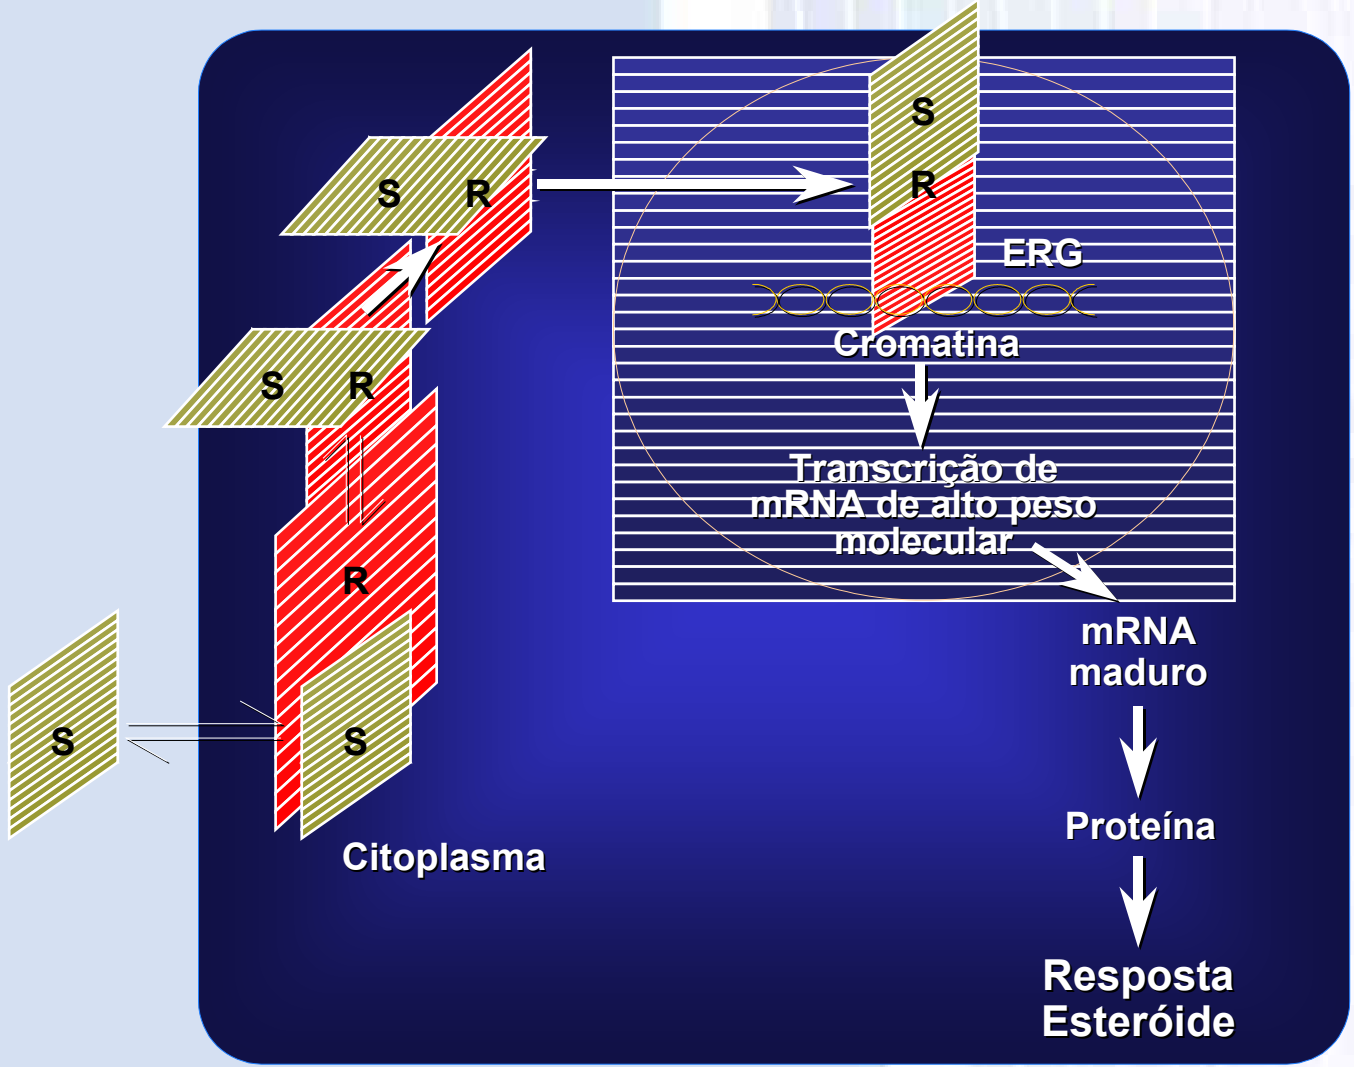 S
R
S
R
S
R
ERG
Cromatina
S
R
Transcrição de
mRNA de alto peso
molecular
R
mRNA
maduro
S
S
Proteína
Citoplasma
Resposta
Esteróide